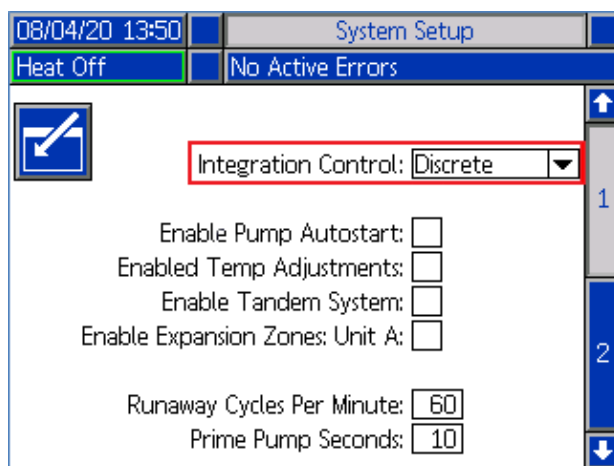 08/04/20 13:50 System Setup
Heat Off No Active Errors
Integration Control: Discrete
1
Enable Pump Autostart:
Enabled Temp Adjustments:
Enable Tandem System:
Enable Expansion Zones: Unit A:
2
Runaway Cycles Per Minute: 60
Prime Pump Seconds: 10